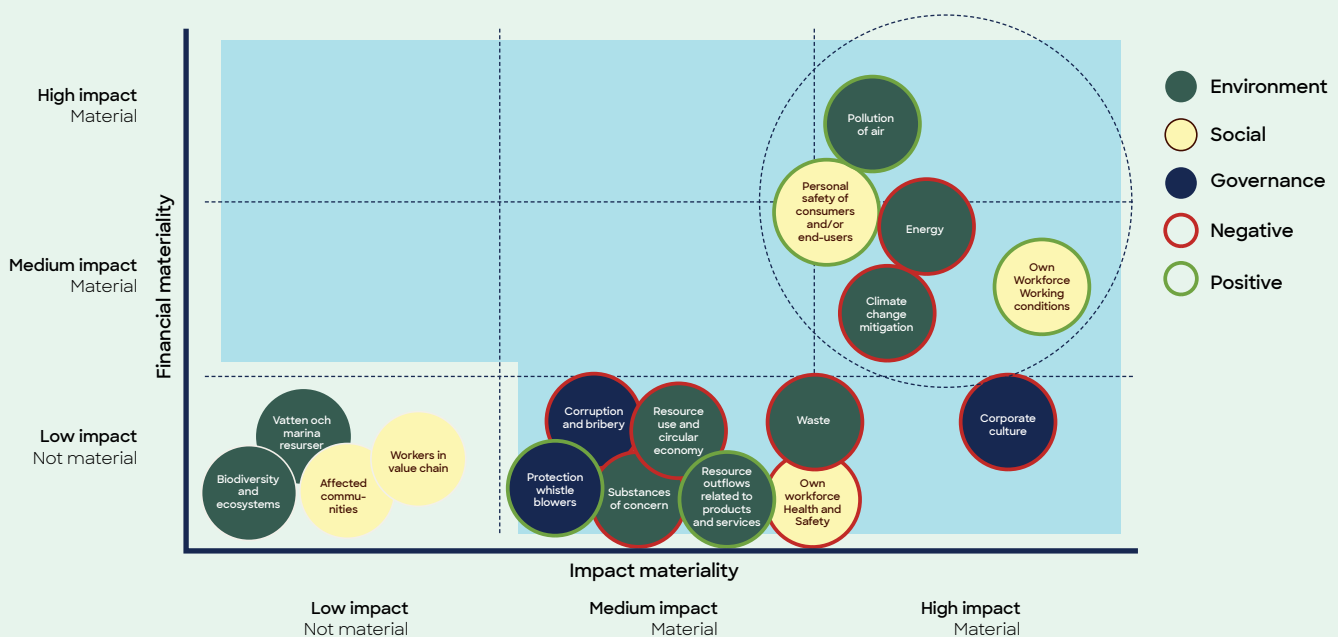 High impact
Material
Medium impact
Material
Low impact
Not material
Financial materiality
Pollution
of air
Personal
safety of
consumers
and/or
end-users
Energy
Own
Workforce
Working
conditions
Climate
change
mitigation
Vatten och
marina
resurser
Workers in
value chain
Biodiversity
and
ecosystems
Affected
commu-
nities
Corruption
and bribery
Resource
use and
circular
economy
Waste
Corporate
culture
Protection
whistle
blowers
Substances
of concern
Resource
outflows
related to
products
and services
Own
workforce
Health and
Safety
Impact materiality
Low impact
Not material
Medium impact
Material
High impact
Material
Environment
Social
Governance
Negative
Positive